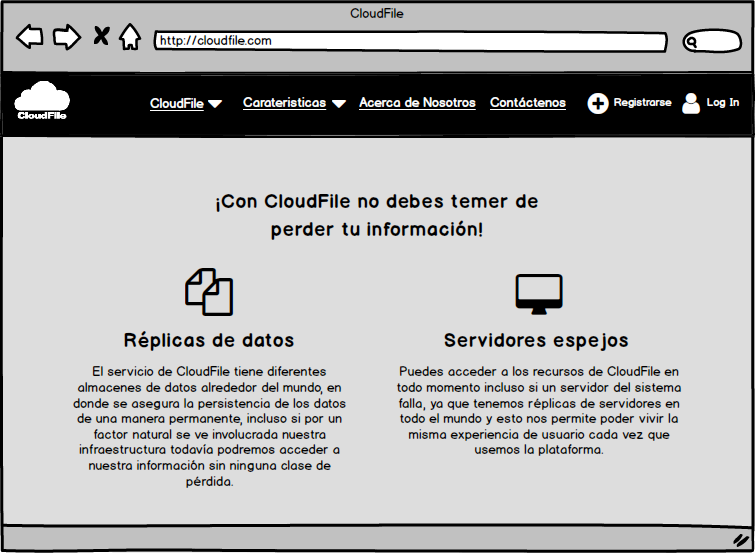 CloudFile
http://cloudfile.com
CloudFile
CloudFile
Carateristicas
Acerca de Nosotros
Contáctenos
Registrarse
Log In
¡Con CloudFile no debes temer de
perder tu información!
Réplicas de datos
El servicio de CloudFile tiene diferentes
almacenes de datos alrededor del mundo, en
donde se asegura la persistencia de los datos
de una manera permanente, incluso si por un
factor natural se ve involucrada nuestra
infraestructura todavía podremos acceder a
nuestra información sin ninguna clase de
pérdida.
Servidores espejos
Puedes acceder a los recursos de CloudFile en
todo momento incluso si un servidor del sistema
falla, ya que tenemos réplicas de servidores en
todo el mundo y esto nos permite poder vivir la
misma experiencia de usuario cada vez que
usemos la plataforma.